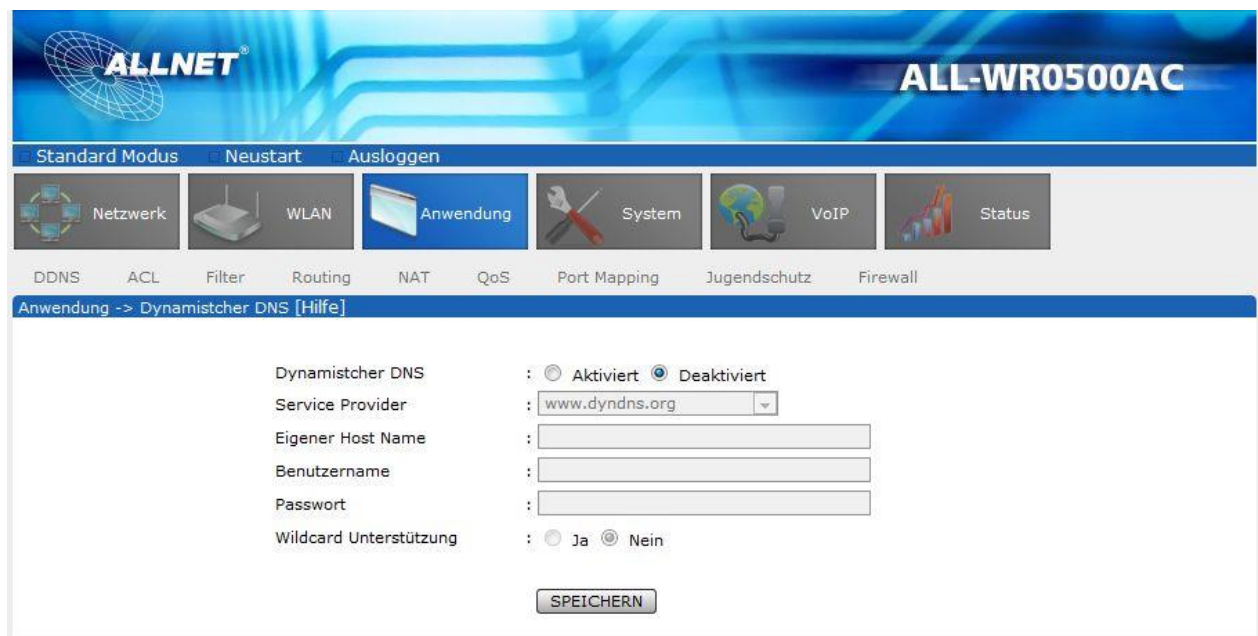 ALLNET®
ALL-WR0500AC
Standard Modus Neustart Ausloggen
Netzwerk WLAN Anwendung System VoIP Status
DDNS ACL Filter Routing NAT QoS Port Mapping Jugendschutz Firewall
Anwendung -> Dynamistcher DNS [Hilfe]
Dynamistcher DNS : Aktiviert Deaktiviert
Service Provider : www.dyndns.org
Eigener Host Name :
Benutzername :
Passwort :
Wildcard Unterstützung : Ja Nein
SPEICHERN